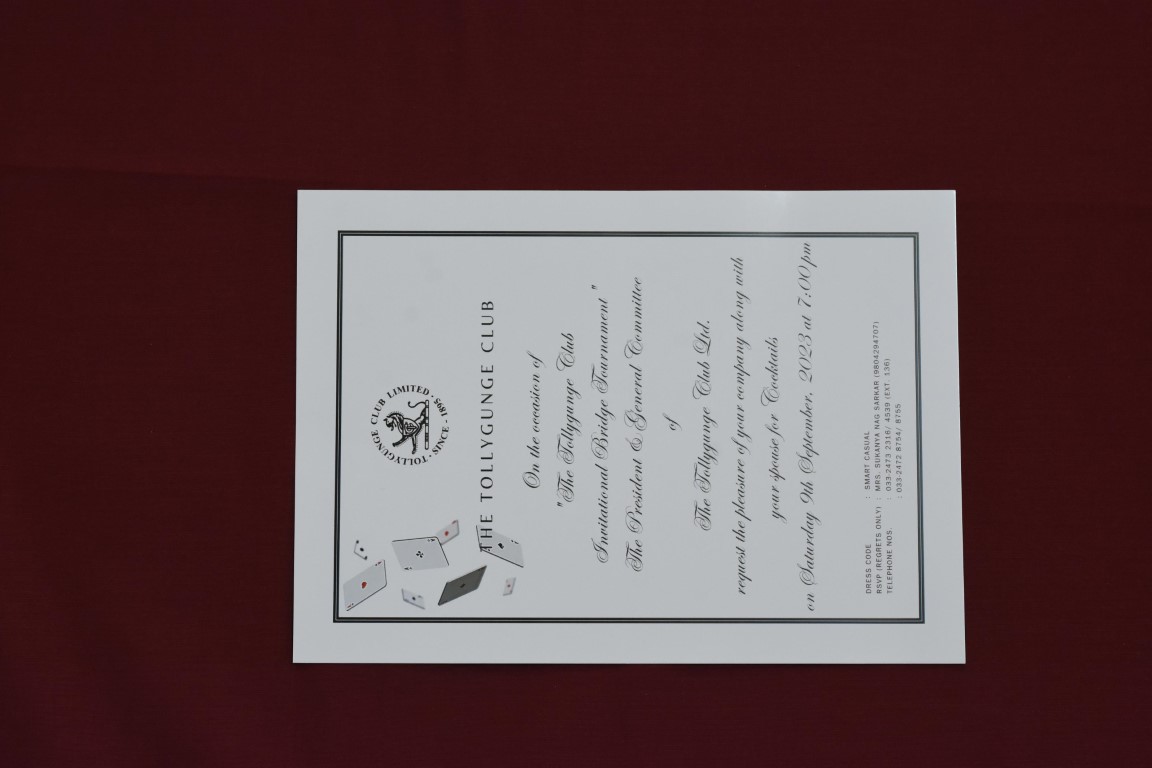 TOLLYGUNGE CLUB LIMITED · SINCE - 1895 ·
THE TOLLYGUNGE CLUB
On the occasion of
"The Tollygunge Club
Invitational Bridge Tournament "
The President & General Committee
of
The Tollygunge Club Ltd.
request the pleasure of your company along with
your spouse for Cocktails
on Saturday 9th September, 2023 at 7:00 pm
DRESS CODE : SMART CASUAL
RSVP (REGRETS ONLY) : MRS. SUKANYA NAG SARKAR (9804294707)
TELEPHONE NOS. : 033-2473 2316/ 4539 (EXT. 136)
: 033-2472 8754/ 8755